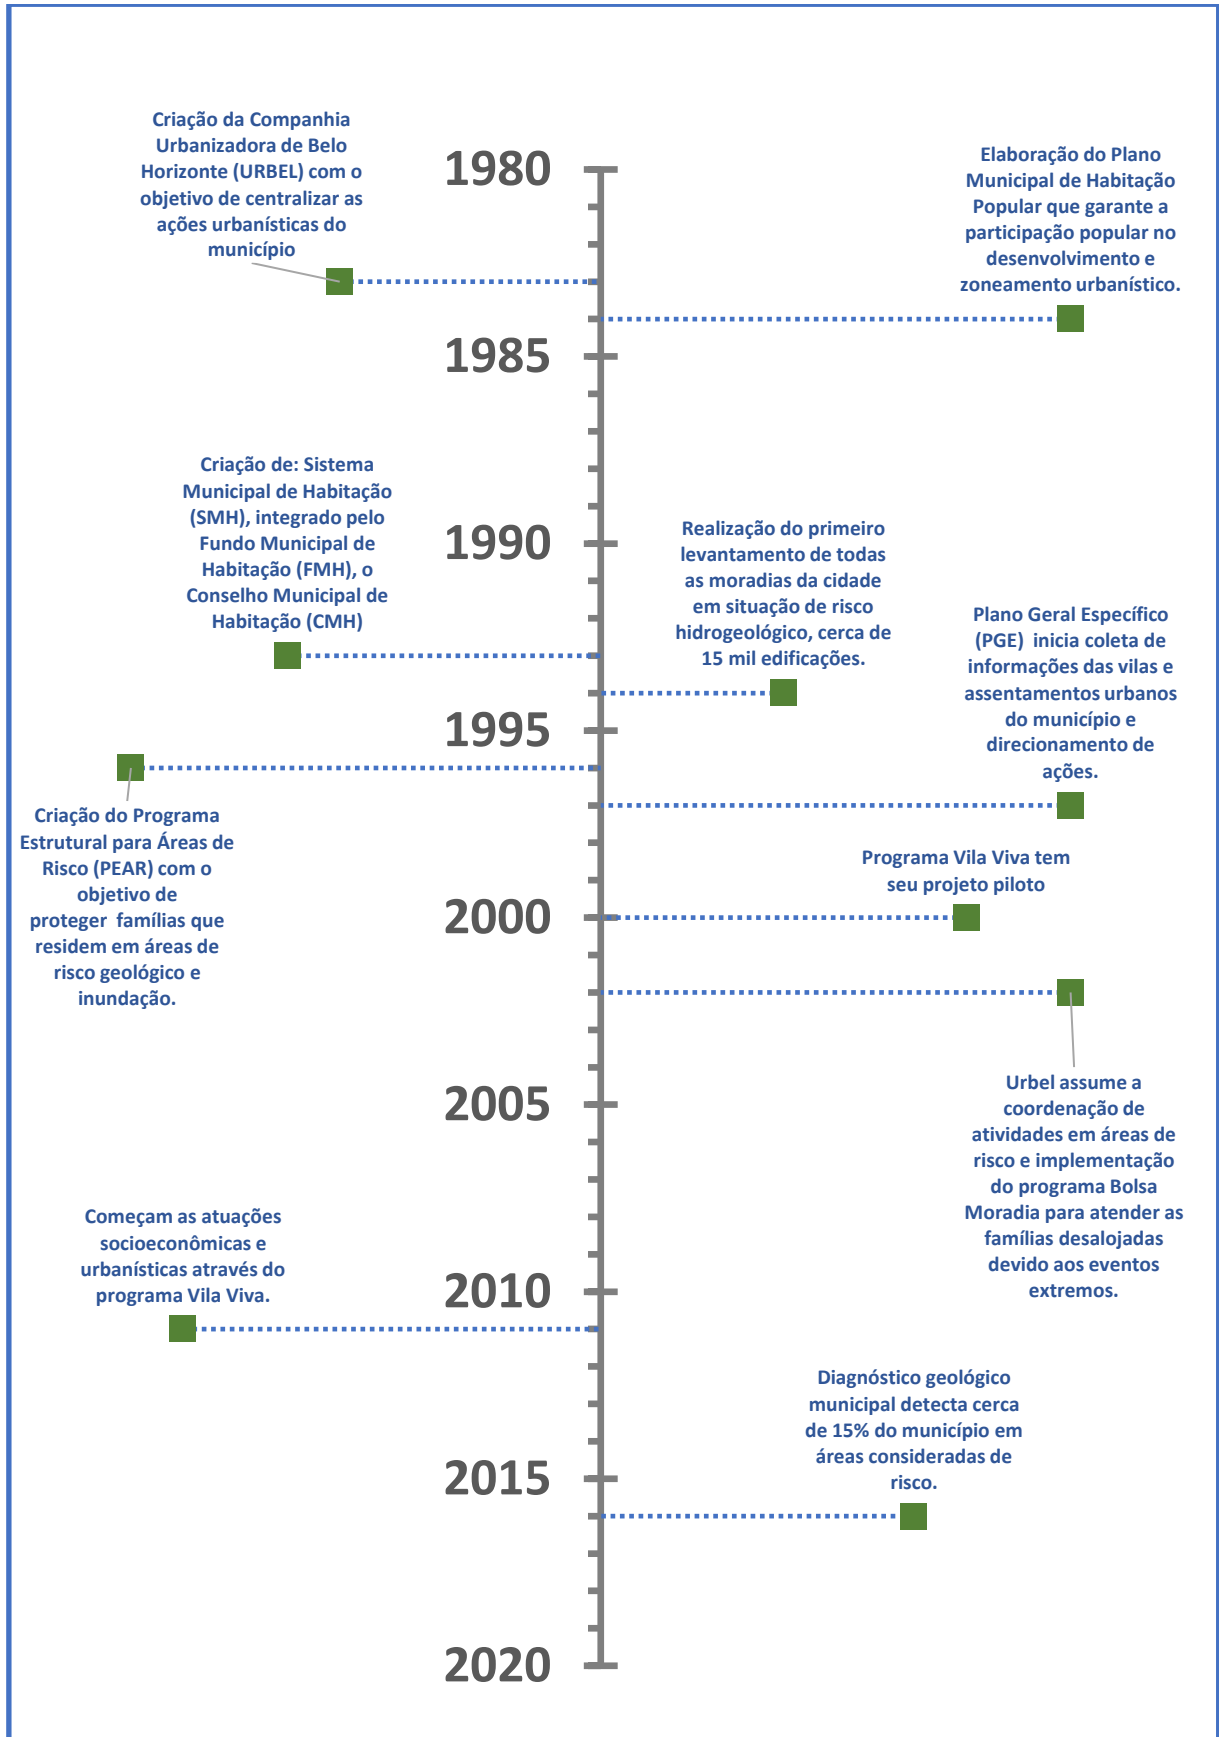 Criação da Companhia
Urbanizadora de Belo
Horizonte (URBEL) com o
objetivo de centralizar as
ações urbanísticas do
município
1980
Elaboração do Plano
Municipal de Habitação
Popular que garante a
participação popular no
desenvolvimento e
zoneamento urbanístico.
1985
Criação de: Sistema
Municipal de Habitação
(SMH), integrado pelo
Fundo Municipal de
Habitação (FMH), o
Conselho Municipal de
Habitação (CMH)
1990
Realização do primeiro
levantamento de todas
as moradias da cidade
em situação de risco
hidrogeológico, cerca de
15 mil edificações.
Plano Geral Específico
(PGE) inicia coleta de
informações das vilas e
assentamentos urbanos
do município e
direcionamento de
ações.
1995
Criação do Programa
Estrutural para Áreas de
Risco (PEAR) com o
objetivo de
proteger famílias que
residem em áreas de
risco geológico e
inundação.
Programa Vila Viva tem
seu projeto piloto
2000
Urbel assume a
coordenação de
atividades em áreas de
risco e implementação
do programa Bolsa
Moradia para atender as
famílias desalojadas
devido aos eventos
extremos.
2005
Começam as atuações
socioeconômicas e
urbanísticas através do
programa Vila Viva.
2010
Diagnóstico geológico
municipal detecta cerca
de 15% do município em
áreas consideradas de
risco.
2015
2020